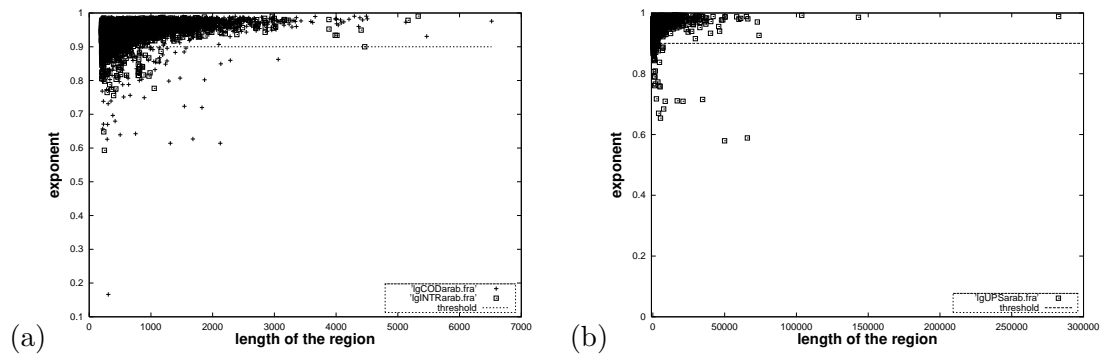 1
0.9
0.8
0.7
0.6
0.5
0.4
0.3
0.2
0.1
exponent
0 1000 2000 3000 4000 5000 6000 7000
length of the region
'lgCODarab.fra'
'lgINTRarab.fra'
threshold
(a)
1
0.8
0.6
0.4
0.2
0
exponent
0 50000 100000 150000 200000 250000 300000
length of the region
'lgUPSarab.fra'
threshold
(b)